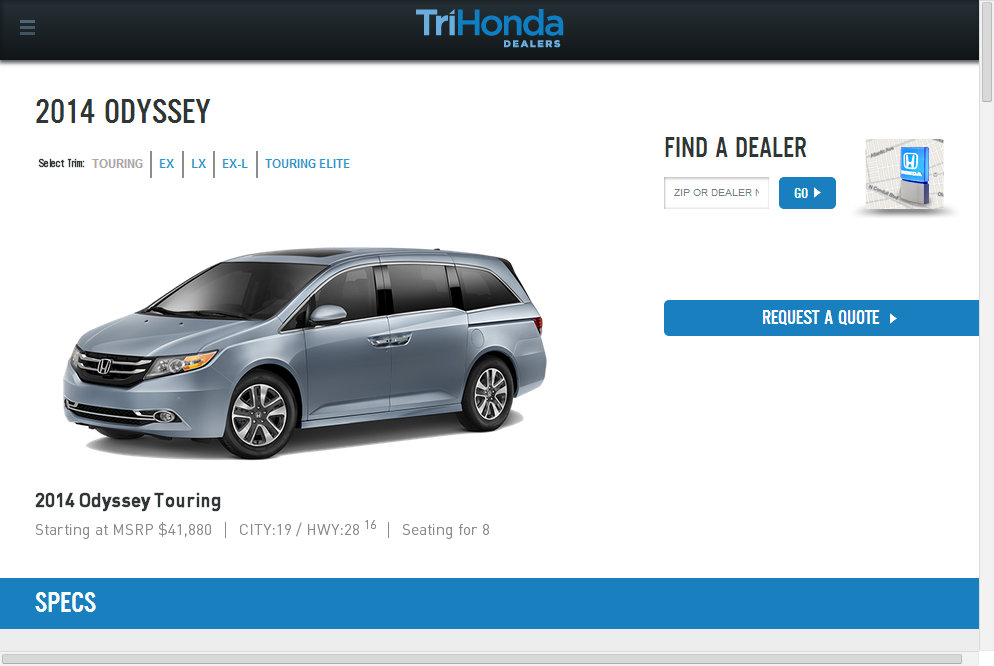 TriHonda
DEALERS
2014 ODYSSEY
Select Trim: TOURING EX LX EX-L TOURING ELITE
FIND A DEALER
ZIP OR DEALER N
GO
HONDA
REQUEST A QUOTE
2014 Odyssey Touring
Starting at MSRP $41,880 | CITY:19 / HWY:28 16 | Seating for 8
SPECS